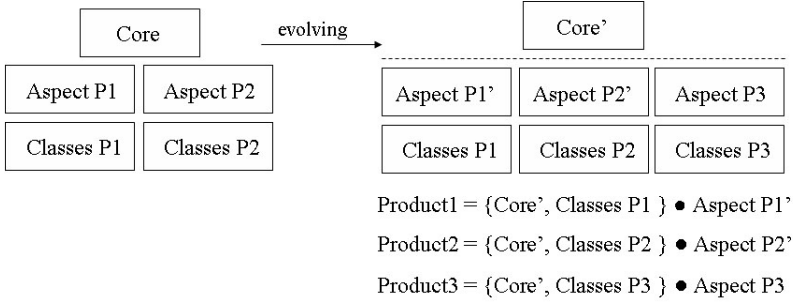 Core
evolving
Core’
Aspect P1
Aspect P2
Aspect P1’
Aspect P2’
Aspect P3
Classes P1
Classes P2
Classes P1
Classes P2
Classes P3
Product1 = {Core’, Classes P1 } ● Aspect P1’
Product2 = {Core’, Classes P2 } ● Aspect P2’
Product3 = {Core’, Classes P3 } ● Aspect P3